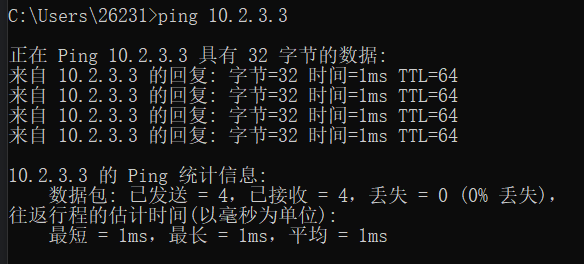 C:\Users\26231>ping 10.2.3.3
正在 Ping 10.2.3.3 具有 32 字节的数据:
来自 10.2.3.3 的回复: 字节=32 时间=1ms TTL=64
来自 10.2.3.3 的回复: 字节=32 时间=1ms TTL=64
来自 10.2.3.3 的回复: 字节=32 时间=1ms TTL=64
来自 10.2.3.3 的回复: 字节=32 时间=1ms TTL=64
10.2.3.3 的 Ping 统计信息:
数据包: 已发送 = 4，已接收 = 4，丢失 = 0 (0% 丢失)，
往返行程的估计时间(以毫秒为单位):
最短 = 1ms，最长 = 1ms，平均 = 1ms